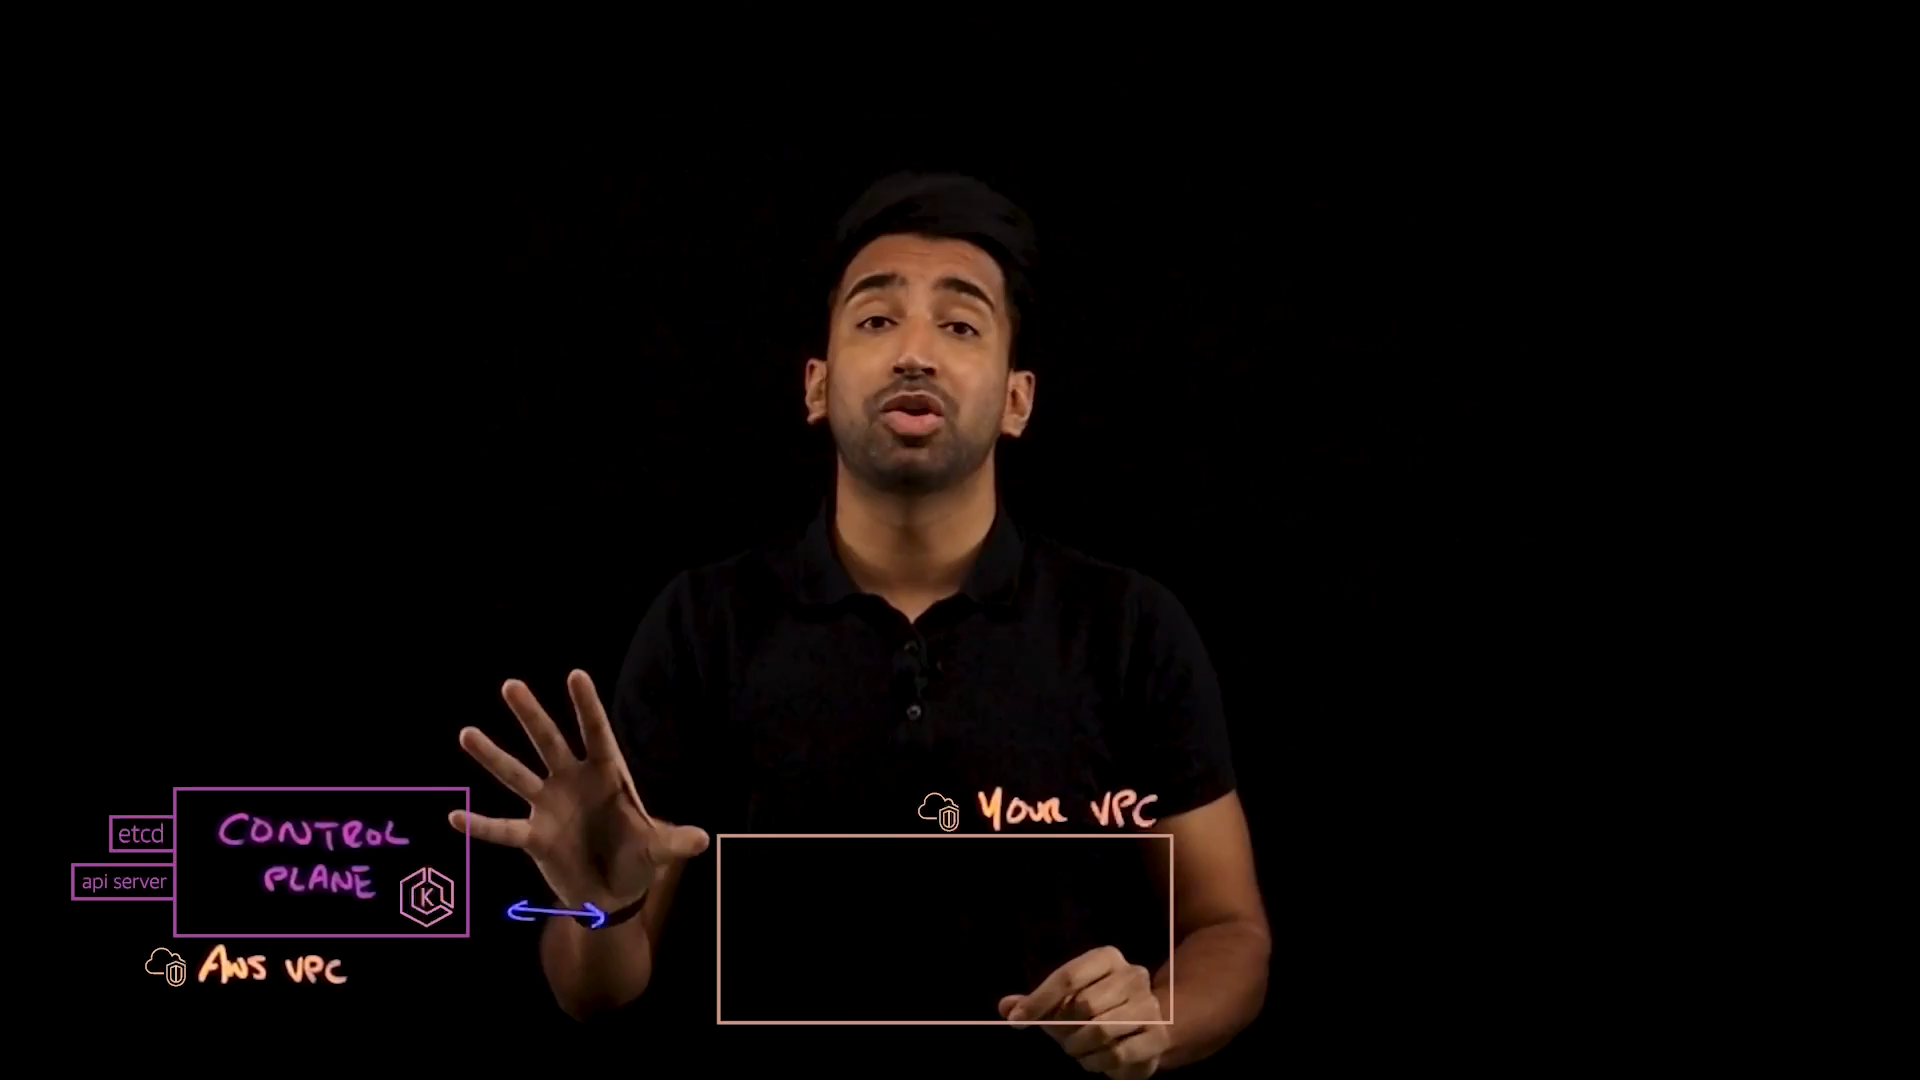 YOUR VPC
etcd
CONTROL
PLANE
api server
K
AWS VPC